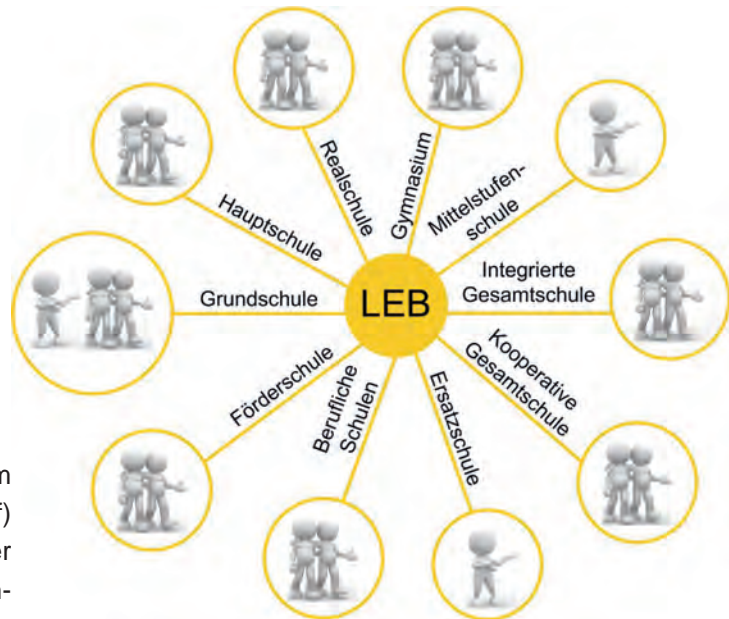 Realschule
Gymnasium
Mittelstufen-
schule
Hauptschule
Integrierte
Gesamtschule
Grundschule
LEB
Kooperative
Gesamtschule
Förderschule
Berufliche
Schulen
Ersatzschule